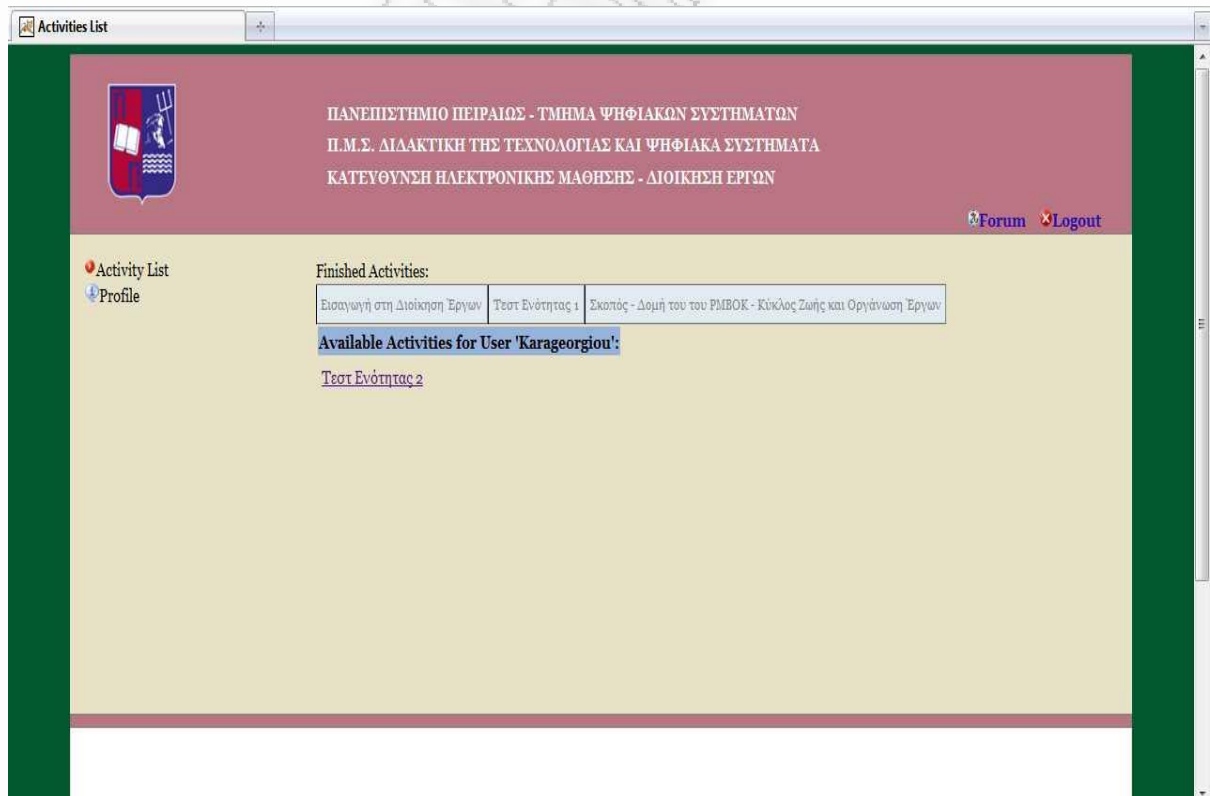 Activities List
ΠΑΝΕΠΙΣΤΗΜΙΟ ΠΕΙΡΑΙΩΣ - ΤΜΗΜΑ ΨΗΦΙΑΚΩΝ ΣΥΣΤΗΜΑΤΩΝ
Π.Μ.Σ. ΔΙΔΑΚΤΙΚΗ ΤΗΣ ΤΕΧΝΟΛΟΓΙΑΣ ΚΑΙ ΨΗΦΙΑΚΑ ΣΥΣΤΗΜΑΤΑ
ΚΑΤΕΥΘΥΝΣΗ ΗΛΕΚΤΡΟΝΙΚΗΣ ΜΑΘΗΣΗΣ - ΔΙΟΙΚΗΣΗ ΕΡΓΩΝ
Forum Logout
Activity List
Profile
Finished Activities:
Εισαγωγή στη Διοίκηση Έργων Τεστ Ενότητας 1 Σκοπός - Δομή του του PMBOK - Κύκλος Ζωής και Οργάνωση Έργων
Available Activities for User 'Karageorgiou':
Τεστ Ενότητας 2